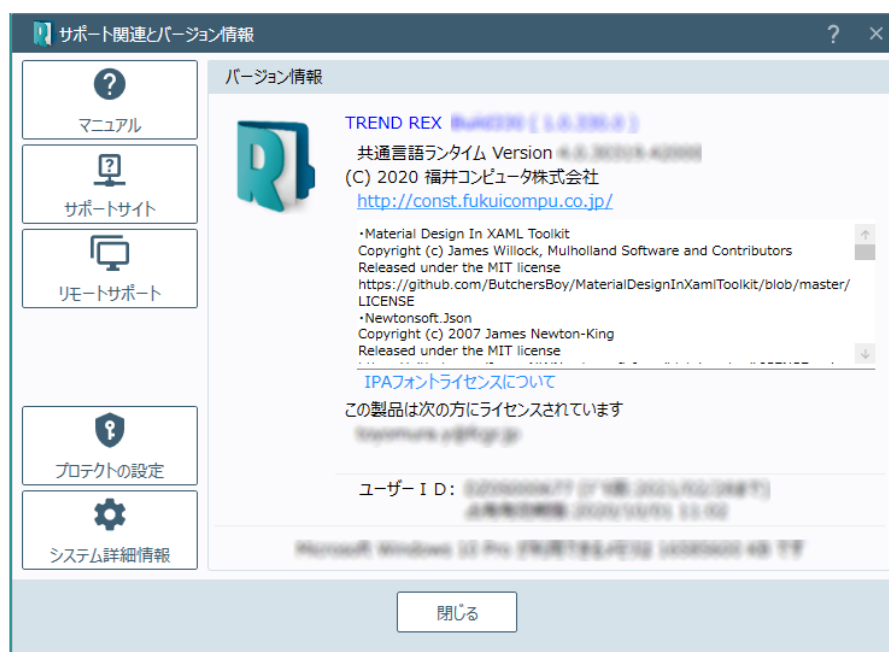 サポート関連とバージョン情報
?
×
マニュアル
サポートサイト
リモートサポート
プロテクトの設定
システム詳細情報
バージョン情報
TREND REX
共通言語ランタイム Version
(C) 2020 福井コンピュータ株式会社
http://const.fukuicompu.co.jp/
・Material Design In XAML Toolkit
Copyright (c) James Willock, Mulholland Software and Contributors
Released under the MIT license
https://github.com/ButchersBoy/MaterialDesignInXamlToolkit/blob/master/
LICENSE
・Newtonsoft.Json
Copyright (c) 2007 James Newton-King
Released under the MIT license
IPAフォントライセンスについて
この製品は次の方にライセンスされています
ユーザーＩＤ：
閉じる